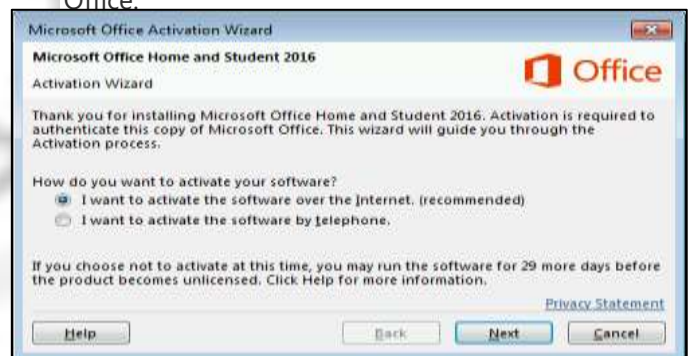 Office.
Microsoft Office Activation Wizard
Microsoft Office Home and Student 2016
Office
Activation Wizard
Thank you for installing Microsoft Office Home and Student 2016. Activation is required to
authenticate this copy of Microsoft Office. This wizard will guide you through the
Activation process.
How do you want to activate your software?
I want to activate the software over the Internet. (recommended)
I want to activate the software by telephone.
If you choose not to activate at this time, you may run the software for 29 more days before
the product becomes unlicensed. Click Help for more information.
Privacy Statement
Help Back Next Cancel